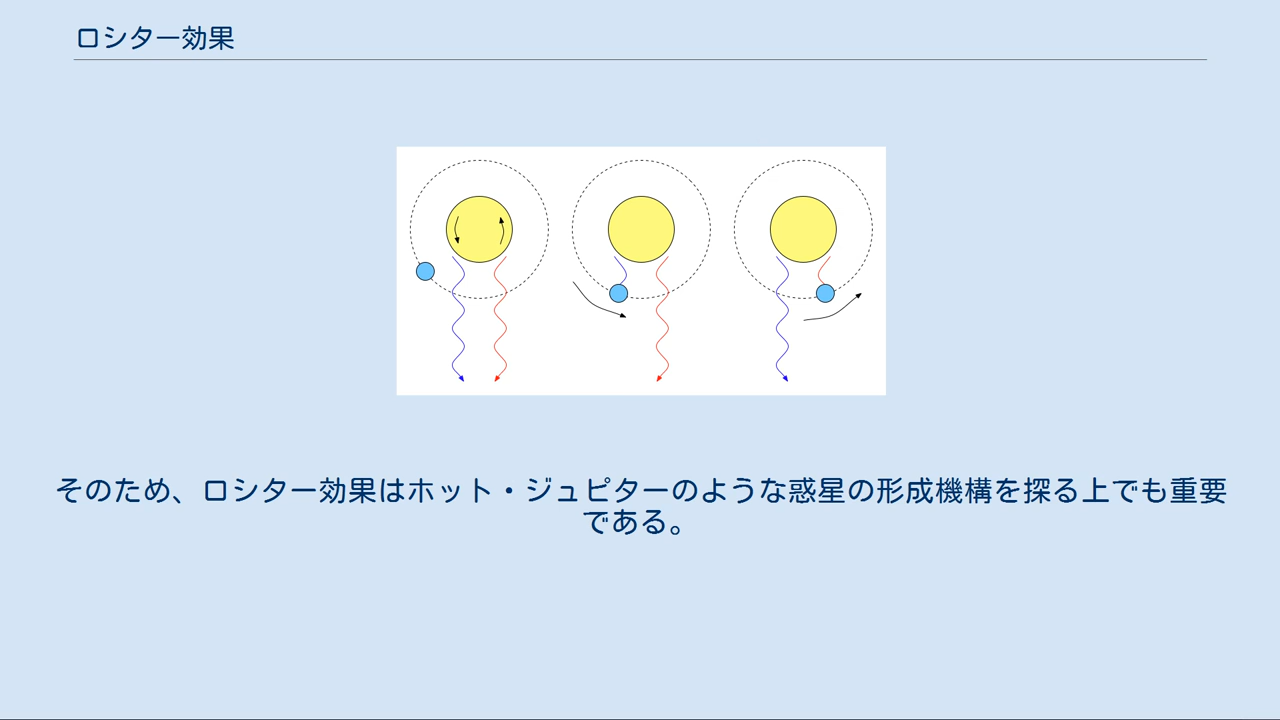 ロシター効果
そのため、ロシター効果はホット・ジュピターのような惑星の形成機構を探る上でも重要
である。